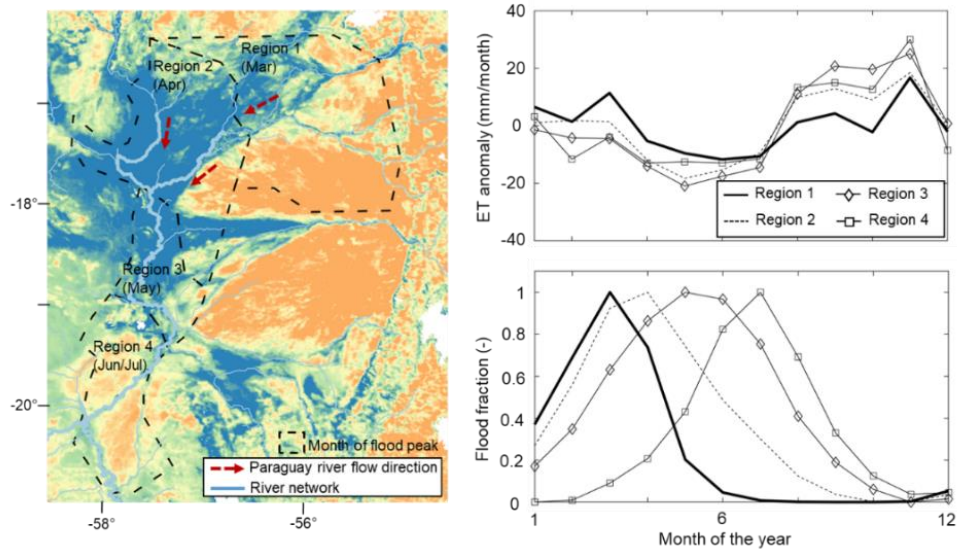 Region 1
(Mar)
Region 2
(Apr)
Region 3
(May)
Region 4
(Jun/Jul)
-18°
-20°
-58°
-56°
Month of flood peak
Paraguay river flow direction
River network
ET anomaly (mm/month)
40
20
0
-20
-40
Region 1
Region 3
Region 2
Region 4
Flood fraction (-)
1
0.8
0.6
0.4
0.2
0
1
6
12
Month of the year